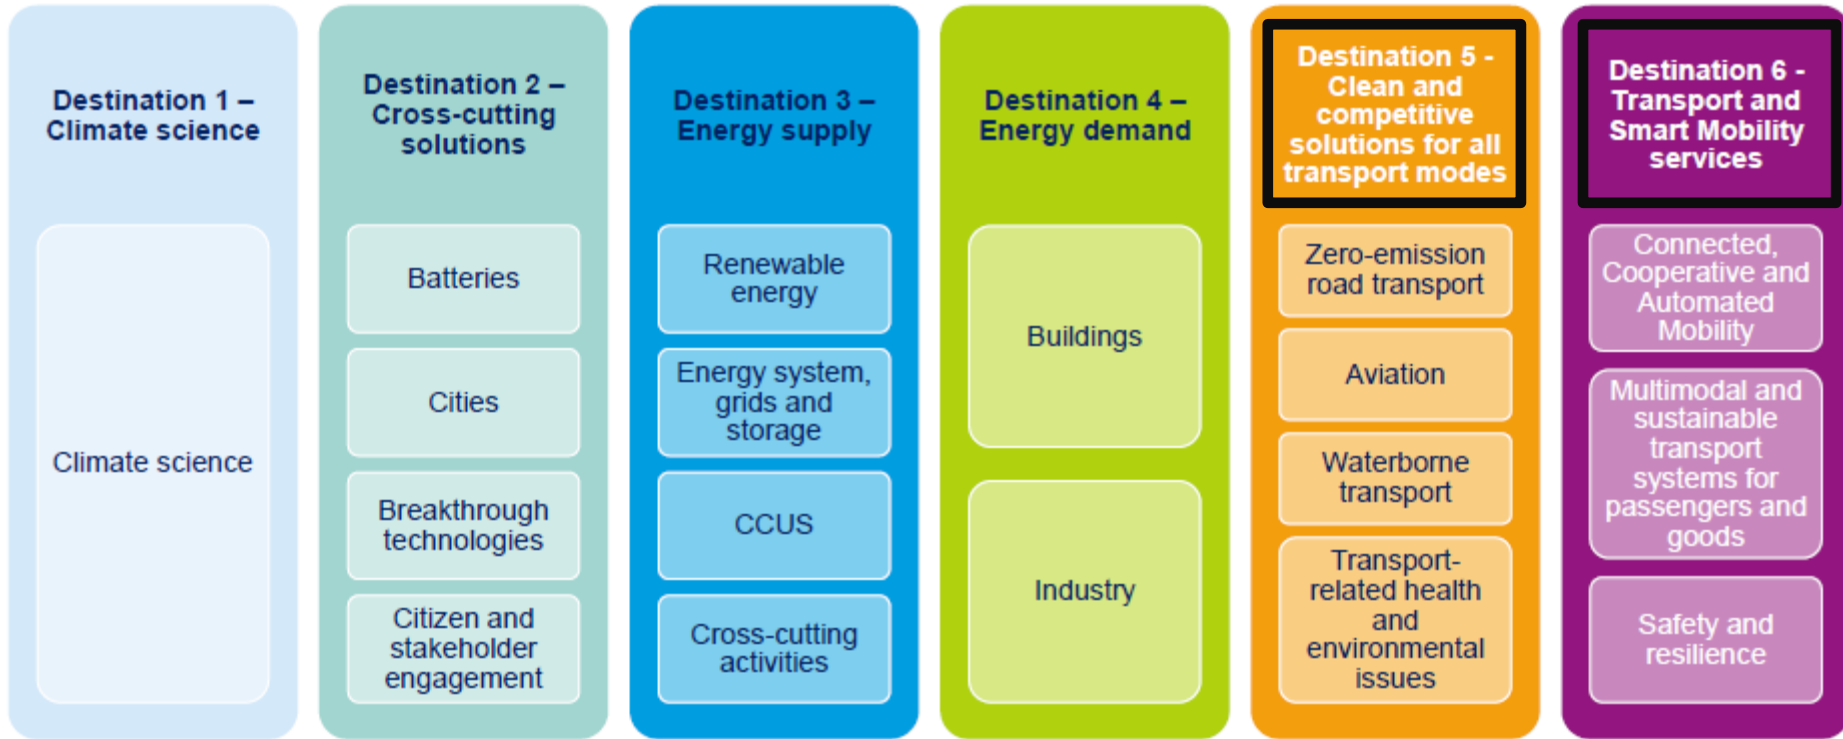 Destination 1 –
Climate science
Climate science
Destination 2 –
Cross-cutting
solutions
Batteries
Cities
Breakthrough
technologies
Citizen and
stakeholder
engagement
Destination 3 –
Energy supply
Renewable
energy
Energy system,
grids and
storage
CCUS
Cross-cutting
activities
Destination 4 –
Energy demand
Buildings
Industry
Destination 5 -
Clean and
competitive
solutions for all
transport modes
Zero-emission
road transport
Aviation
Waterborne
transport
Transport-
related health
and
environmental
issues
Destination 6 -
Transport and
Smart Mobility
services
Connected,
Cooperative and
Automated
Mobility
Multimodal and
sustainable
transport
systems for
passengers and
goods
Safety and
resilience